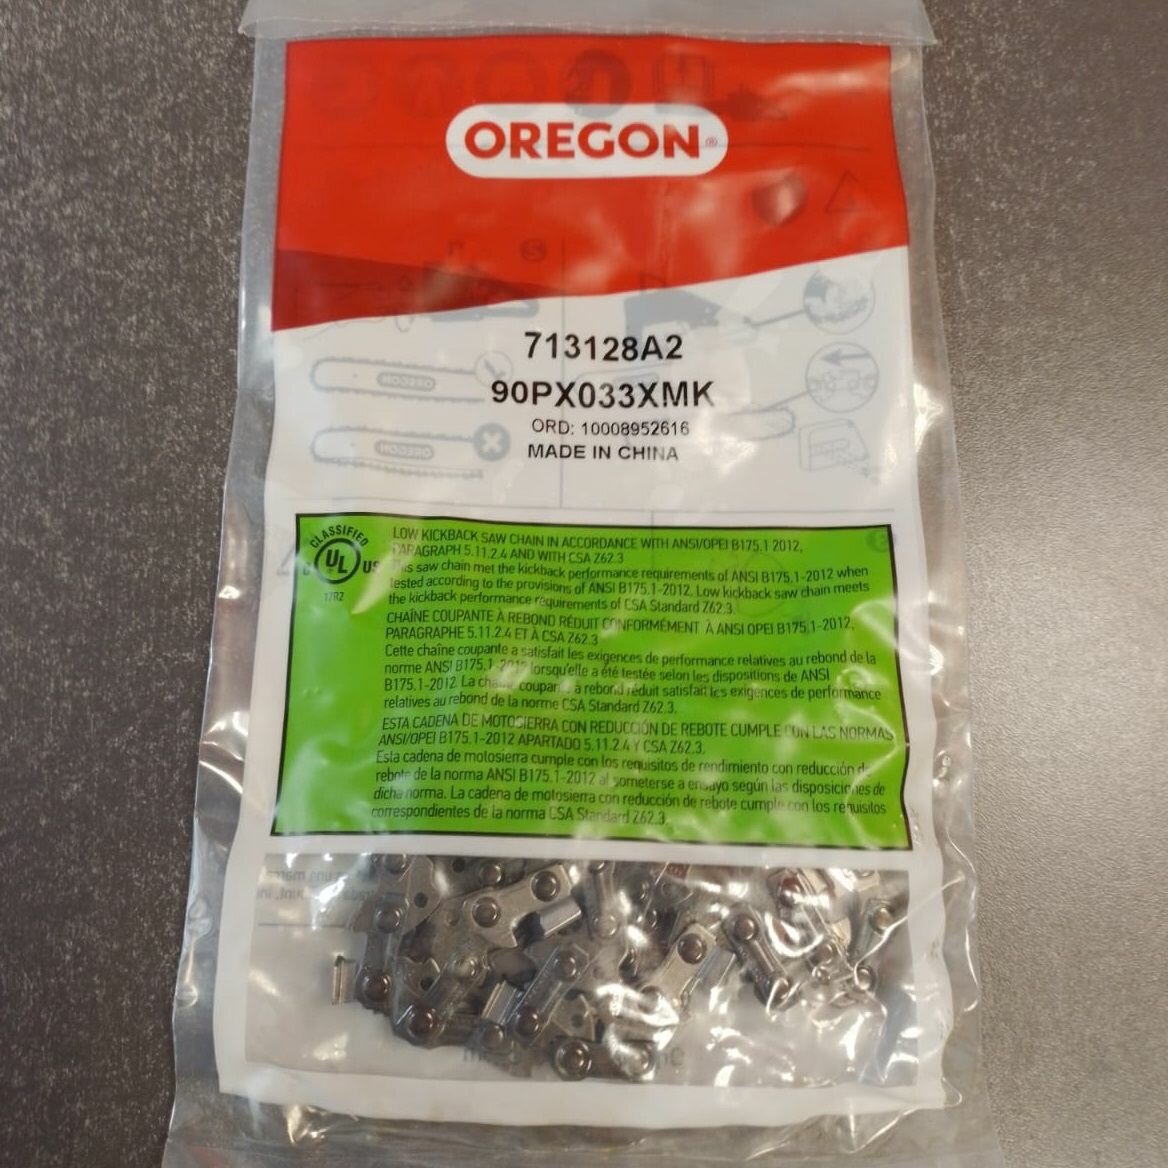 OREGON®
713128A2
90PX033XMK
ORD: 10008952616
MADE IN CHINA
CLASSIFIED
C UL US
17R2
LOW KICKBACK SAW CHAIN IN ACCORDANCE WITH ANSI/OPEI B175.1 2012,
PARAGRAPH 5.11.2.4 AND WITH CSA Z62.3
This saw chain met the kickback performance requirements of ANSI B175.1-2012 when
tested according to the provisions of ANSI B175.1-2012. Low kickback saw chain meets
the kickback performance requirements of CSA Standard Z62.3.
CHAÎNE COUPANTE À REBOND RÉDUIT CONFORMÉMENT À ANSI OPEI B175.1-2012,
PARAGRAPHE 5.11.2.4 ET À CSA Z62.3
Cette chaîne coupante a satisfait les exigences de performance relatives au rebond de la
norme ANSI B175.1-2012 lorsqu'elle a été testée selon les dispositions de ANSI
B175.1-2012. La chaîne coupante à rebond réduit satisfait les exigences de performance
relatives au rebond de la norme CSA Standard Z62.3.
ESTA CADENA DE MOTOSIERRA CON REDUCCIÓN DE REBOTE CUMPLE CON LAS NORMAS
ANSI/OPEI B175.1-2012 APARTADO 5.11.2.4 Y CSA Z62.3.
Esta cadena de motosierra cumple con los requisitos de rendimiento con reducción de
rebote de la norma ANSI B175.1-2012 al someterse a ensayo según las disposiciones de
dicha norma. La cadena de motosierra con reducción de rebote cumple con los requisitos
correspondientes de la norma CSA Standard Z62.3.
OREGON
OREGON